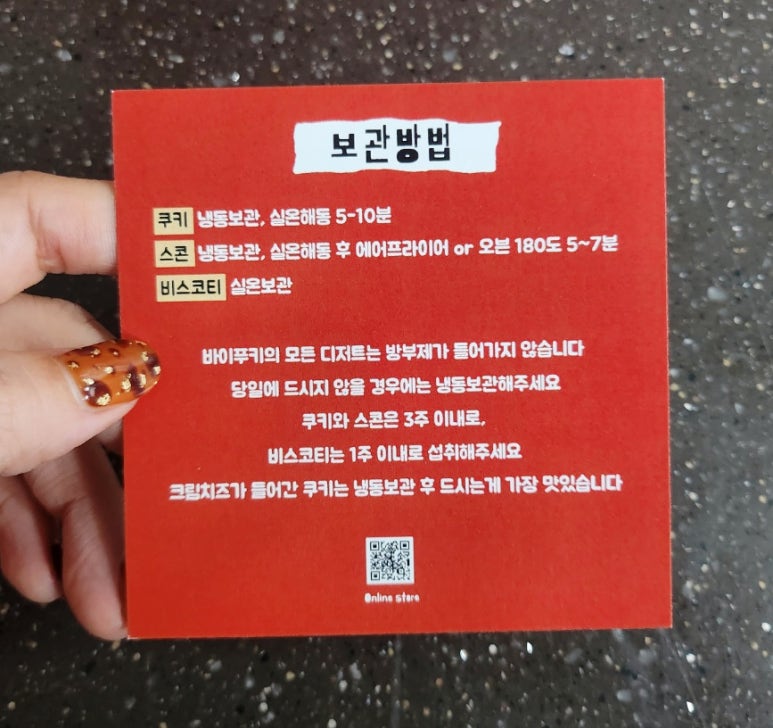 보관방법
쿠키 냉동보관, 실온해동 5-10분
스콘 냉동보관, 실온해동 후 에어프라이어 or 오븐 180도 5~7분
비스코티 실온보관
바이푸키의 모든 디저트는 방부제가 들어가지 않습니다
당일에 드시지 않을 경우에는 냉동보관해주세요
쿠키와 스콘은 3주 이내로,
비스코티는 1주 이내로 섭취해주세요
크림치즈가 들어간 쿠키는 냉동보관 후 드시는게 가장 맛있습니다
Online store